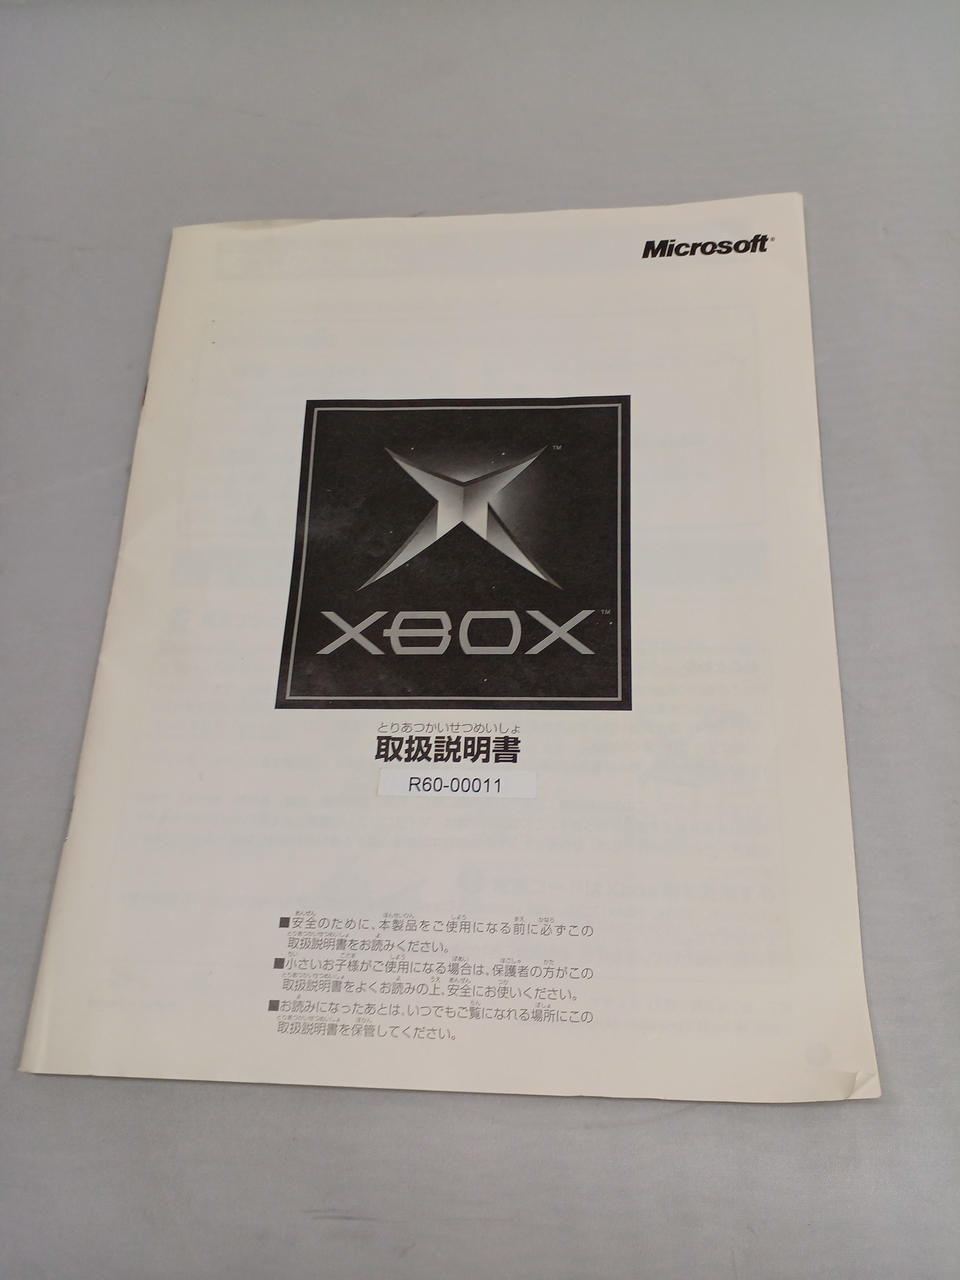 Microsoft®
™
XBOX™
とりあつかいせつめいしょ
取扱説明書
R60-00011
■安全のために、本製品をご使用になる前に必ずこの
取扱説明書をお読みください。
■小さいお子様がご使用になる場合は、保護者の方がこの
取扱説明書をよくお読みの上、安全にお使いください。
■お読みになったあとは、いつでもご覧になれる場所にこの
取扱説明書を保管してください。